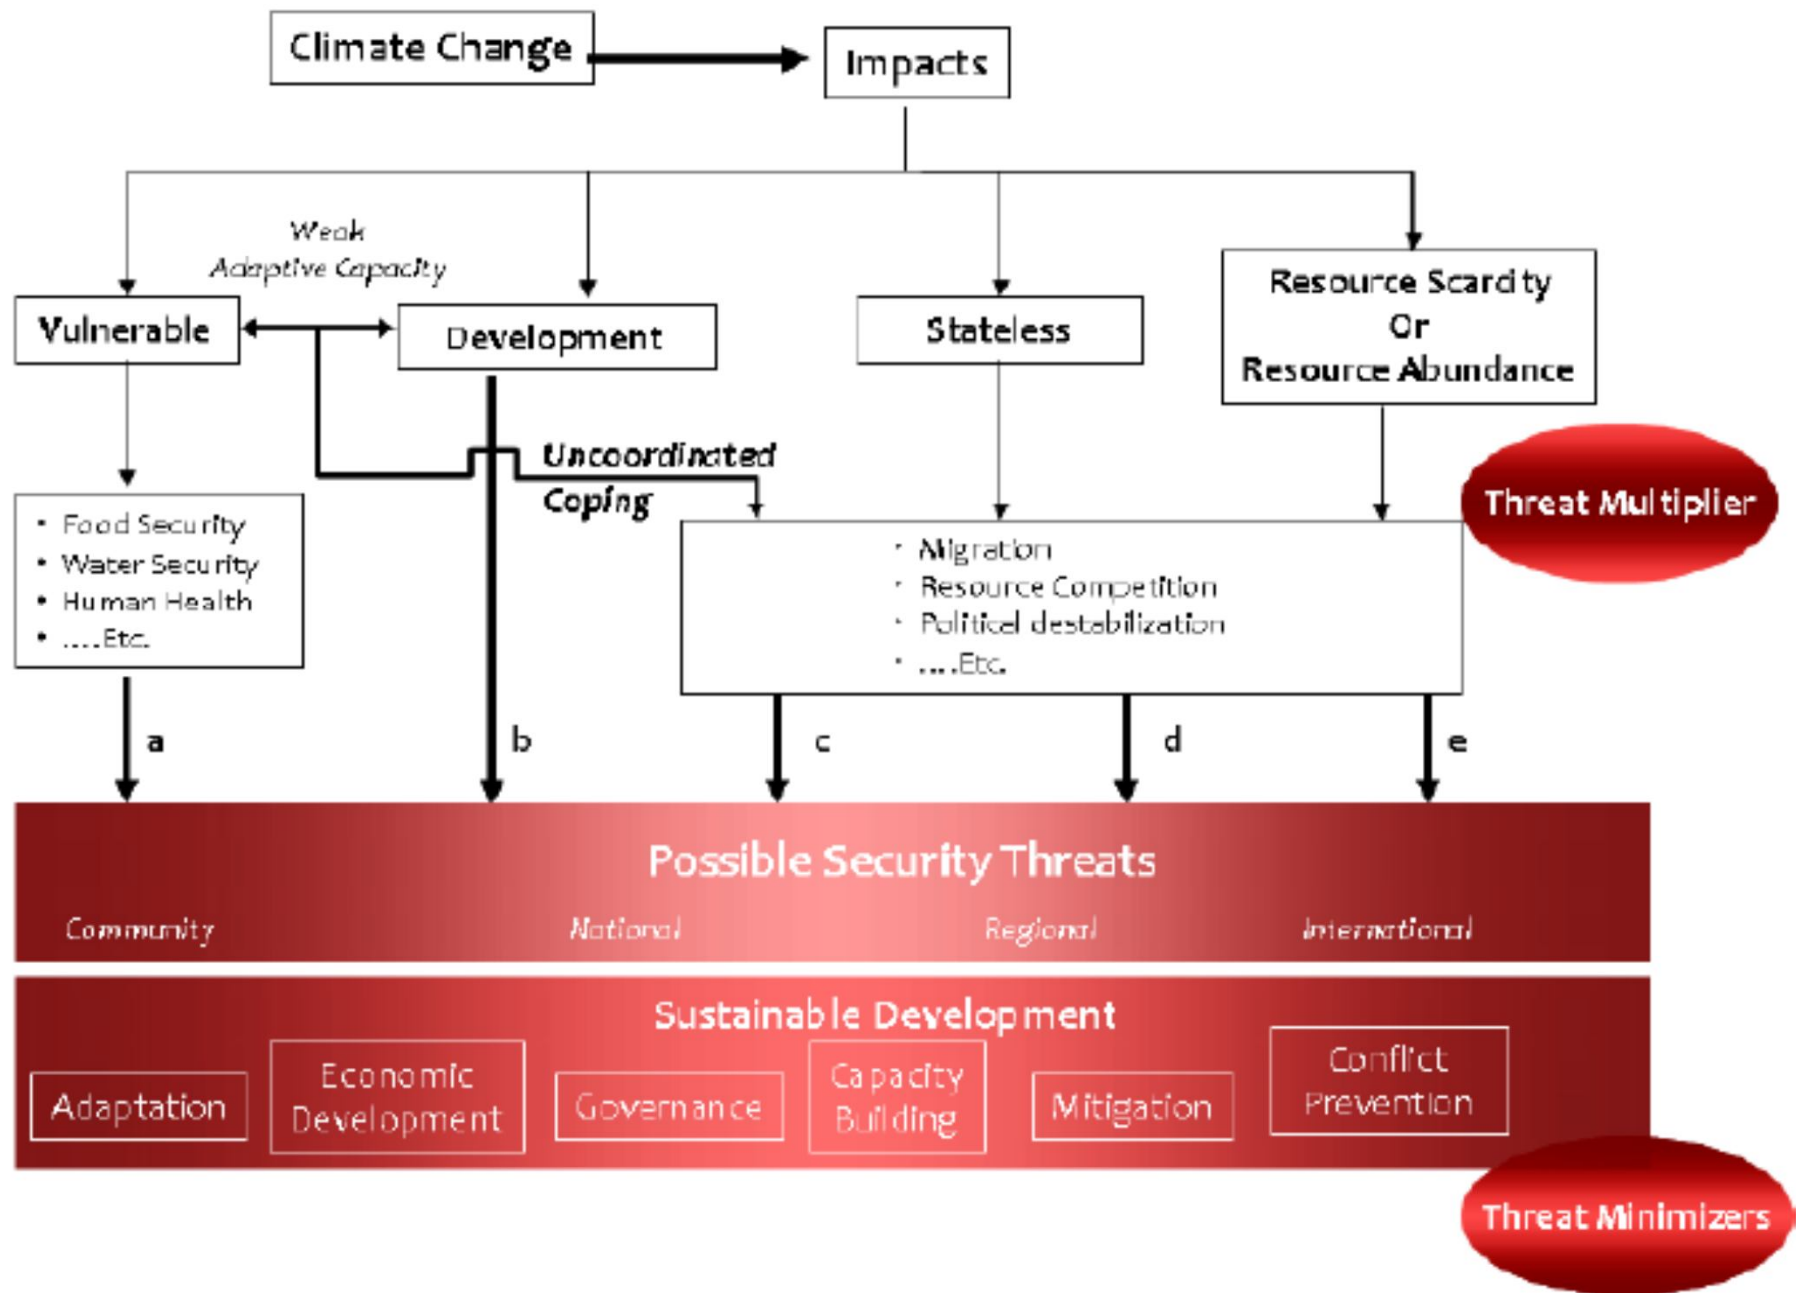 Climate Change
Impacts
Weak
Adaptive Capacity
Vulnerable
Development
Stateless
Resource Scarcity
Or
Resource Abundance
Uncoordinated
Coping
Threat Multiplier
• Food Security
• Water Security
• Human Health
• ....Etc.
• Migration
• Resource Competition
• Political destabilization
• ....Etc.
a
b
c
d
e
Possible Security Threats
Community
National
Regional
International
Sustainable Development
Adaptation
Economic
Development
Governance
Capacity
Building
Mitigation
Conflict
Prevention
Threat Minimizers